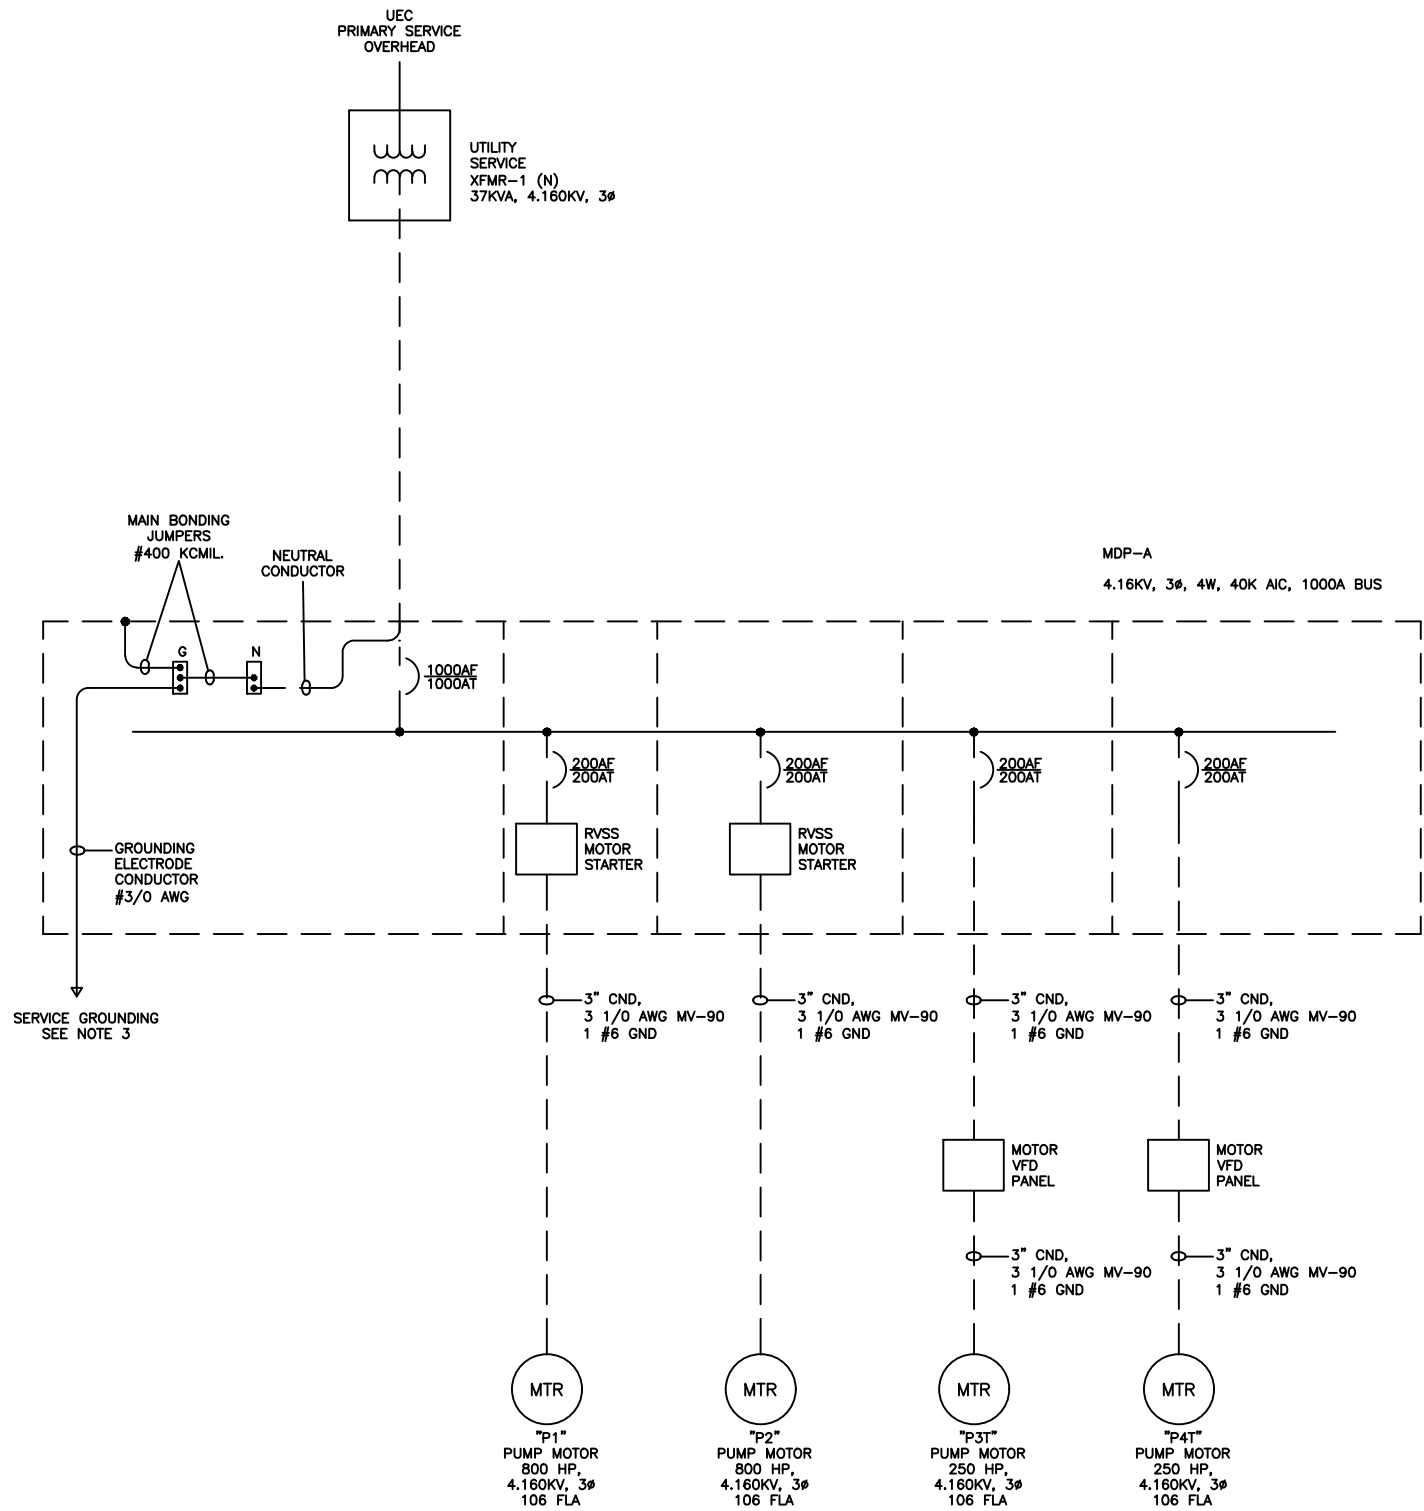 UEC
PRIMARY SERVICE
OVERHEAD
UTILITY
SERVICE
XFMR-1 (N)
37KVA, 4.160KV, 3ø
MAIN BONDING
JUMPERS
#400 KCMIL.
NEUTRAL
CONDUCTOR
MDP-A
4.16KV, 3ø, 4W, 40K AIC, 1000A BUS
G
N
1000AF
1000AT
200AF
200AT
200AF
200AT
200AF
200AT
200AF
200AT
RVSS
MOTOR
STARTER
RVSS
MOTOR
STARTER
GROUNDING
ELECTRODE
CONDUCTOR
#3/0 AWG
SERVICE GROUNDING
SEE NOTE 3
3" CND,
3 1/0 AWG MV-90
1 #6 GND
3" CND,
3 1/0 AWG MV-90
1 #6 GND
3" CND,
3 1/0 AWG MV-90
1 #6 GND
3" CND,
3 1/0 AWG MV-90
1 #6 GND
MOTOR
VFD
PANEL
MOTOR
VFD
PANEL
3" CND,
3 1/0 AWG MV-90
1 #6 GND
3" CND,
3 1/0 AWG MV-90
1 #6 GND
MTR
MTR
MTR
MTR
"P1"
PUMP MOTOR
800 HP,
4.160KV, 3ø
106 FLA
"P2"
PUMP MOTOR
800 HP,
4.160KV, 3ø
106 FLA
"P3T"
PUMP MOTOR
250 HP,
4.160KV, 3ø
106 FLA
"P4T"
PUMP MOTOR
250 HP,
4.160KV, 3ø
106 FLA